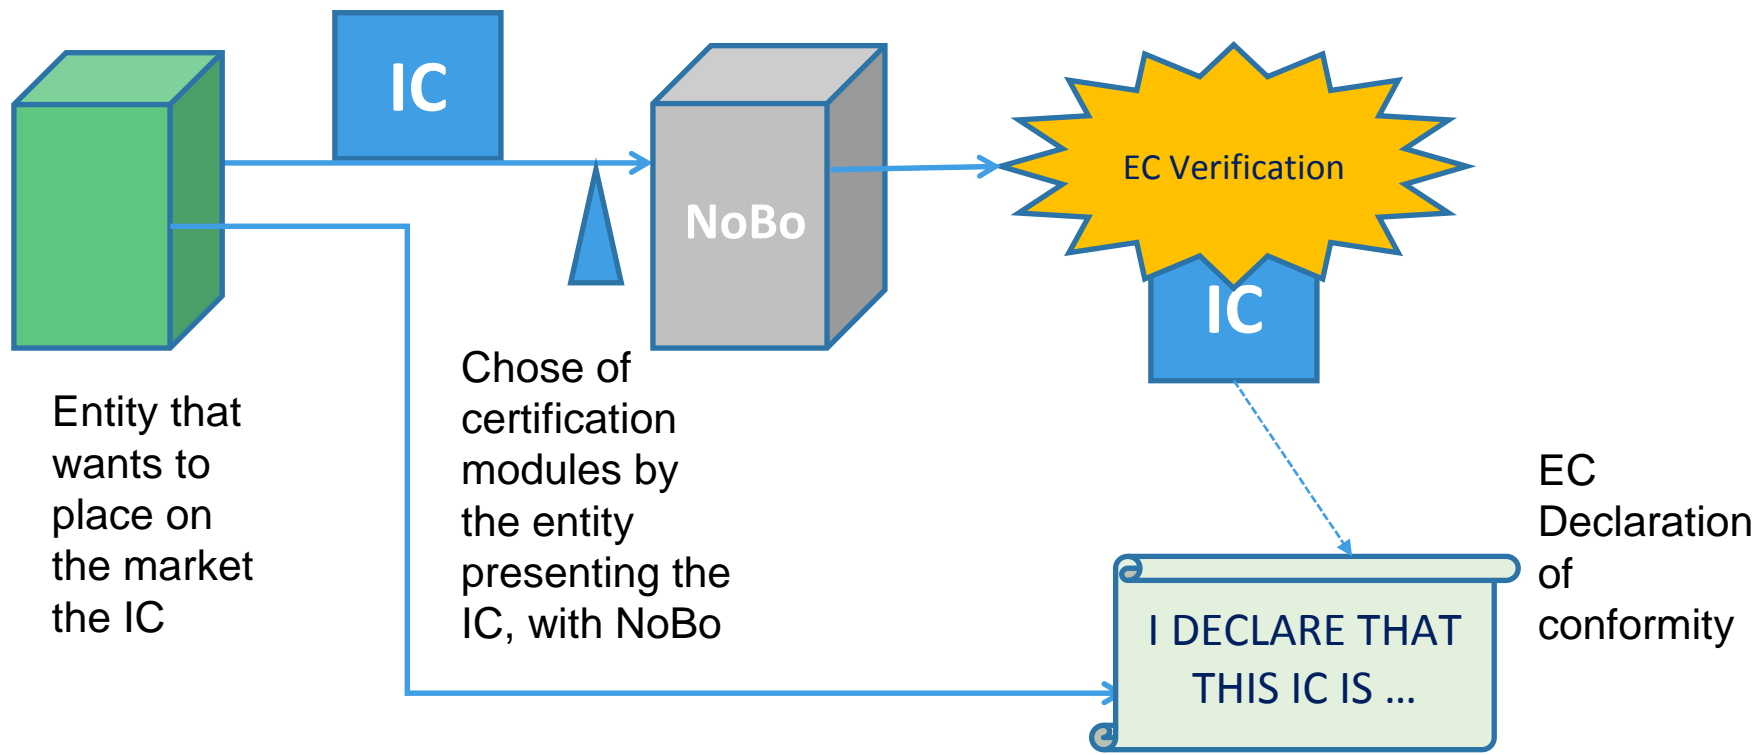 IC
NoBo
EC Verification
IC
Entity that
wants to
place on
the market
the IC
Chose of
certification
modules by
the entity
presenting the
IC, with NoBo
EC
Declaration
of
conformity
I DECLARE THAT
THIS IC IS ...